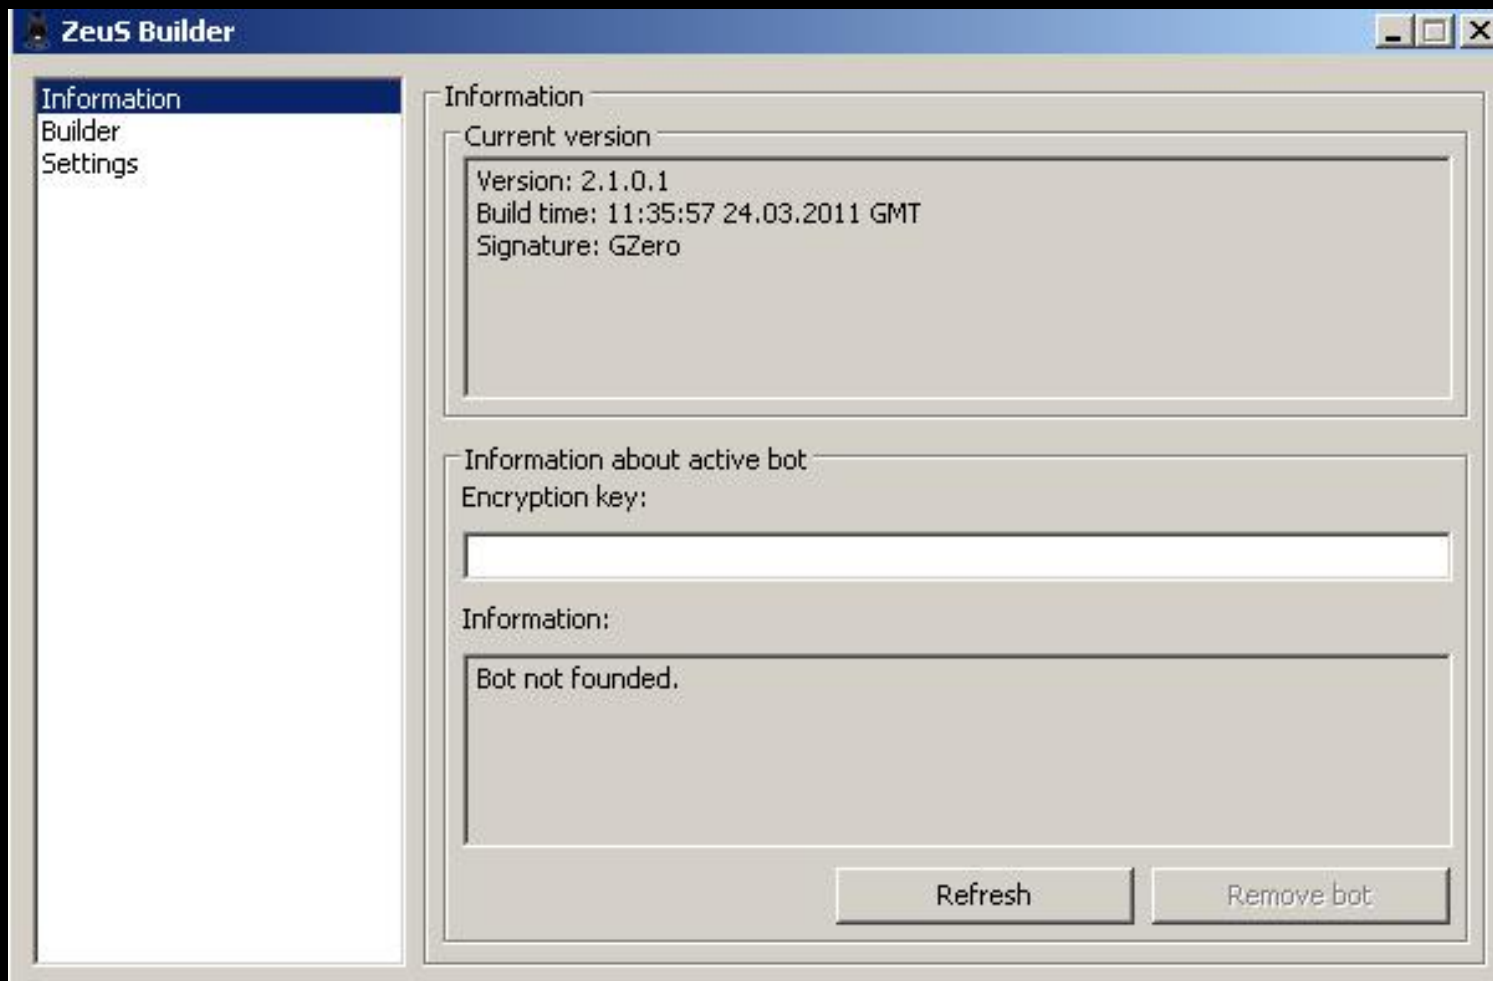 ZeuS Builder
Information
Builder
Settings
Information
Current version
Version: 2.1.0.1
Build time: 11:35:57 24.03.2011 GMT
Signature: GZero
Information about active bot
Encryption key:
Information:
Bot not founded.
Refresh
Remove bot